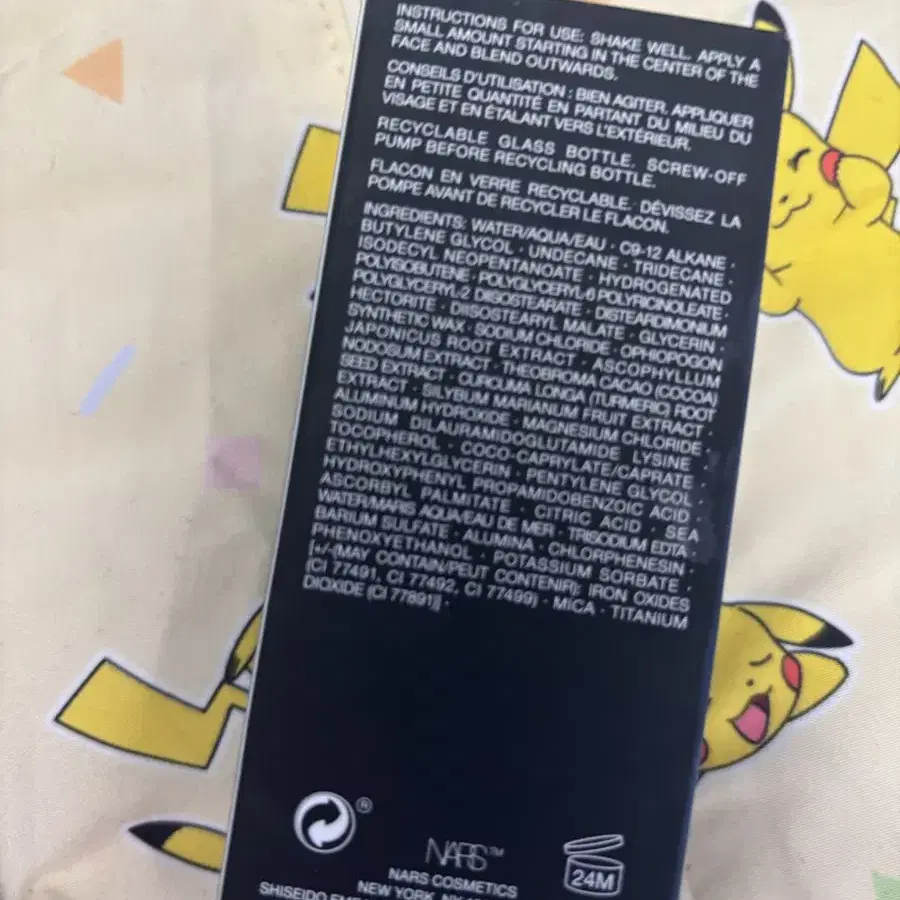 INSTRUCTIONS FOR USE: SHAKE WELL. APPLY A
SMALL AMOUNT STARTING IN THE CENTER OF THE
FACE AND BLEND OUTWARDS.
CONSEILS D'UTILISATION : BIEN AGITER. APPLIQUER
EN PETITE QUANTITÉ EN PARTANT DU MILIEU DU
VISAGE ET EN ÉTALANT VERS L'EXTÉRIEUR.
RECYCLABLE GLASS BOTTLE. SCREW-OFF
PUMP BEFORE RECYCLING BOTTLE.
FLACON EN VERRE RECYCLABLE. DÉVISSEZ LA
POMPE AVANT DE RECYCLER LE FLACON.
INGREDIENTS: WATER/AQUA/EAU · C9-12 ALKANE ·
BUTYLENE GLYCOL · UNDECANE · TRIDECANE ·
ISODECYL NEOPENTANOATE · HYDROGENATED
POLYISOBUTENE · POLYGLYCERYL-6 POLYRICINOLEATE ·
POLYGLYCERYL-2 DIISOSTEARATE · DISTEARDIMONIUM
HECTORITE · DIISOSTEARYL MALATE · GLYCERIN ·
SYNTHETIC WAX · SODIUM CHLORIDE · OPHIOPOGON
JAPONICUS ROOT EXTRACT · ASCOPHYLLUM
NODOSUM EXTRACT · THEOBROMA CACAO (COCOA)
SEED EXTRACT · CURCUMA LONGA (TURMERIC) ROOT
EXTRACT · SILYBUM MARIANUM FRUIT EXTRACT ·
ALUMINUM HYDROXIDE · MAGNESIUM CHLORIDE ·
SODIUM DILAURAMIDOGLUTAMIDE LYSINE ·
TOCOPHEROL · COCO-CAPRYLATE/CAPRATE ·
ETHYLHEXYLGLYCERIN · PENTYLENE GLYCOL ·
HYDROXYPHENYL PROPAMIDOBENZOIC ACID ·
ASCORBYL PALMITATE · CITRIC ACID · SEA
WATER/MARIS AQUA/EAU DE MER · TRISODIUM EDTA ·
BARIUM SULFATE · ALUMINA · CHLORPHENESIN ·
PHENOXYETHANOL · POTASSIUM SORBATE ·
[+/-(MAY CONTAIN/PEUT CONTENIR): IRON OXIDES
(CI 77491, CI 77492, CI 77499) · MICA · TITANIUM
DIOXIDE (CI 77891)] ·
®
NARS™
24M
NARS COSMETICS
NEW YORK, NY
SHISEIDO